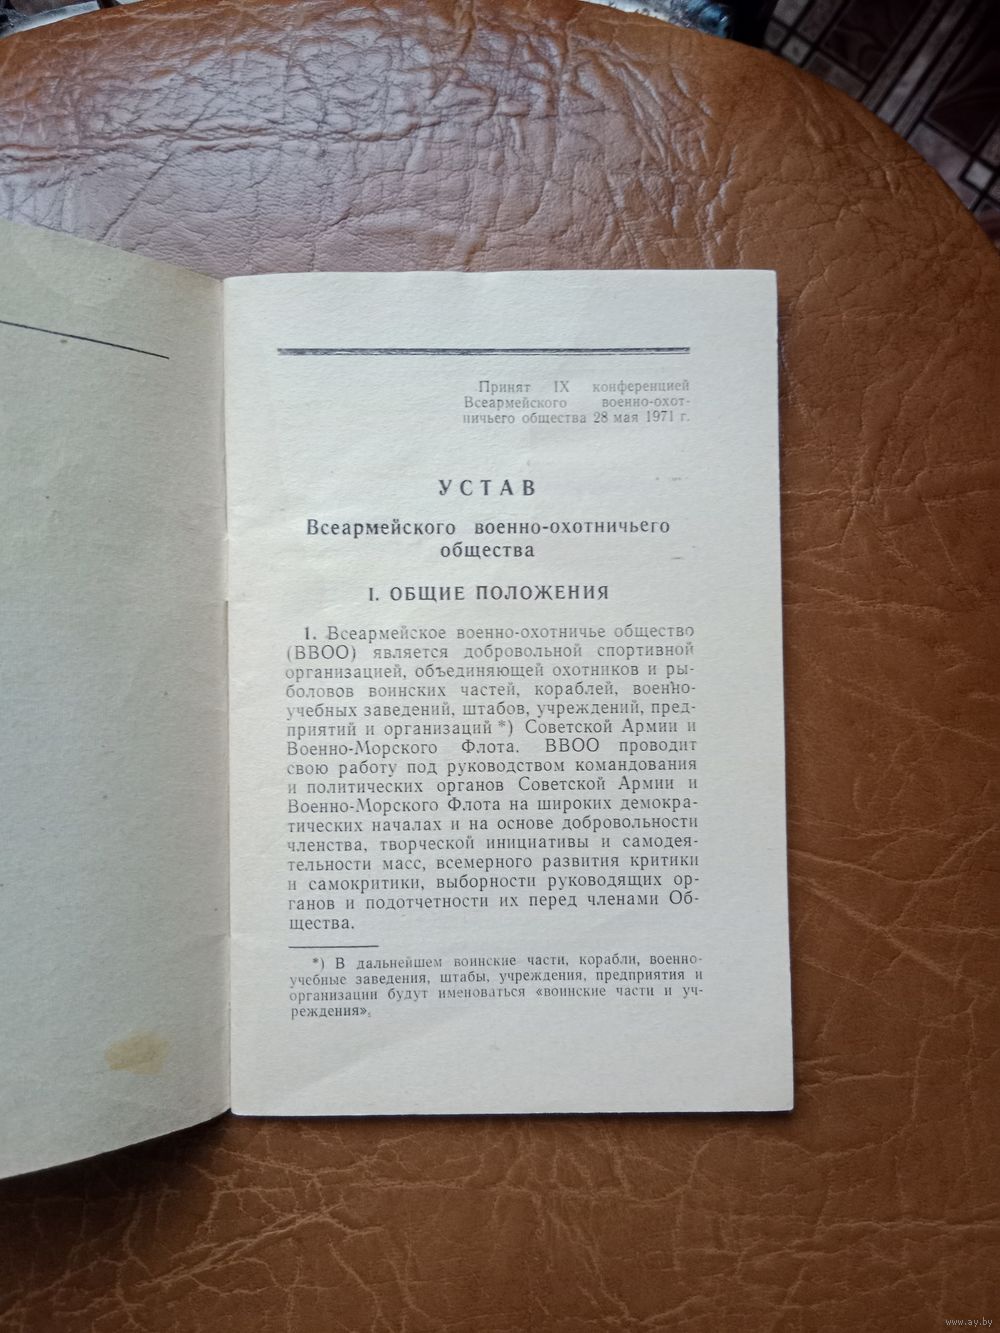 Принят IX конференцией
Всеармейского военно-охот-
ничьего общества 28 мая 1971 г.
УСТАВ
Всеармейского военно-охотничьего
общества
I. ОБЩИЕ ПОЛОЖЕНИЯ
1. Всеармейское военно-охотничье общество
(ВВОО) является добровольной спортивной
организацией, объединяющей охотников и ры-
боловов воинских частей, кораблей, военно-
учебных заведений, штабов, учреждений, пред-
приятий и организаций *) Советской Армии и
Военно-Морского Флота. ВВОО проводит
свою работу под руководством командования
и политических органов Советской Армии и
Военно-Морского Флота на широких демокра-
тических началах и на основе добровольности
членства, творческой инициативы и самодея-
тельности масс, всемерного развития критики
и самокритики, выборности руководящих ор-
ганов и подотчетности их перед членами Об-
щества.
*) В дальнейшем воинские части, корабли, военно-
учебные заведения, штабы, учреждения, предприятия и
организации будут именоваться «воинские части и уч-
реждения».
www.ay.by